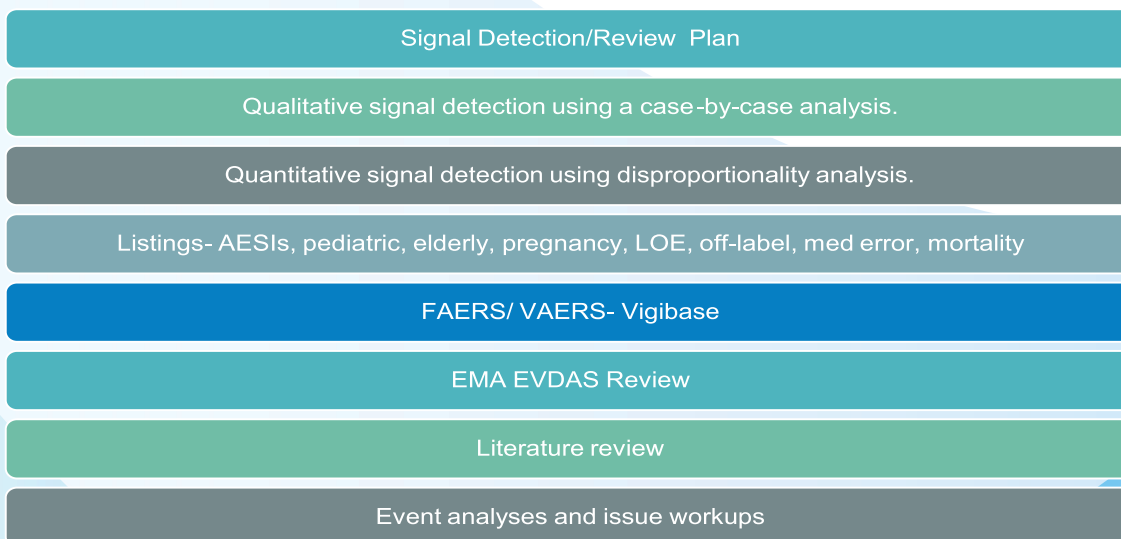 Signal Detection/Review Plan
Qualitative signal detection using a case-by-case analysis.
Quantitative signal detection using disproportionality analysis.
Listings- AESIs, pediatric, elderly, pregnancy, LOE, off-label, med error, mortality
FAERS/ VAERS- Vigibase
EMA EVDAS Review
Literature review
Event analyses and issue workups